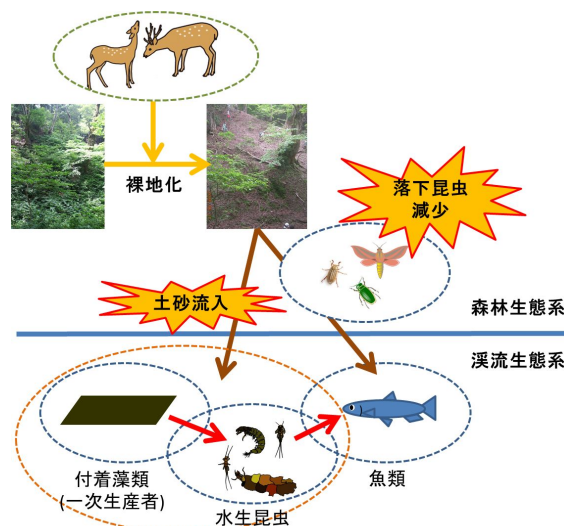 裸地化
落下昆虫
減少
土砂流入
森林生態系
渓流生態系
付着藻類
(一次生産者)
水生昆虫
魚類